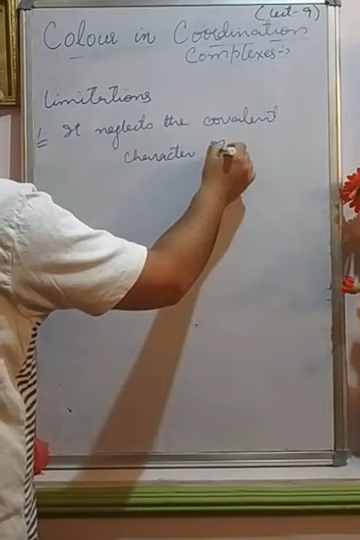 (Lect-9)
Colour in Coordination
Complexes:-
Limitations
1. It neglects the covalent
character